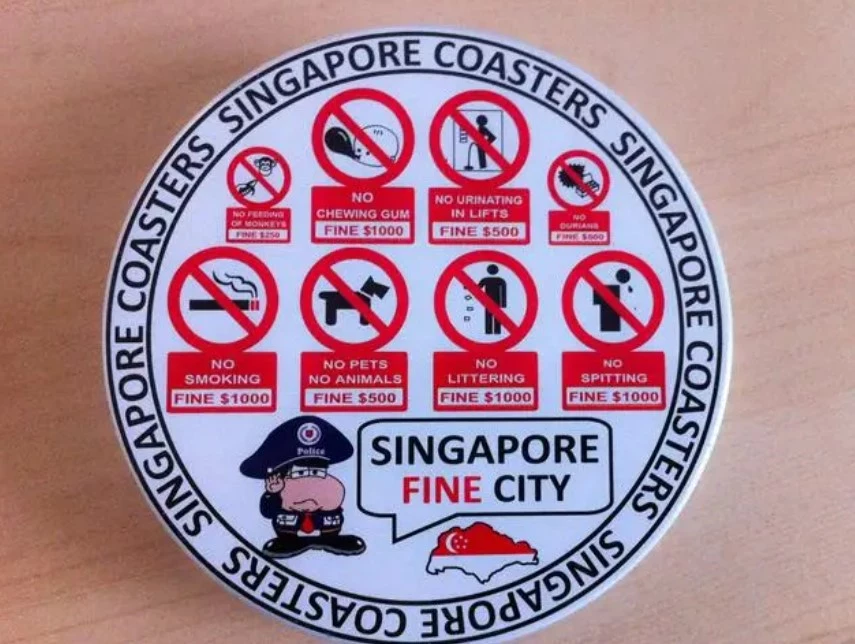 SINGAPORE COASTERS
SINGAPORE COASTERS
SINGAPORE COASTERS
SINGAPORE COASTERS
NO FEEDING
OF MONKEYS
FINE $250
NO
CHEWING GUM
FINE $1000
NO URINATING
IN LIFTS
FINE $500
NO
DURIANS
FINE $500
NO
SMOKING
FINE $1000
NO PETS
NO ANIMALS
FINE $500
NO
LITTERING
FINE $1000
NO
SPITTING
FINE $1000
Police
SINGAPORE
FINE CITY